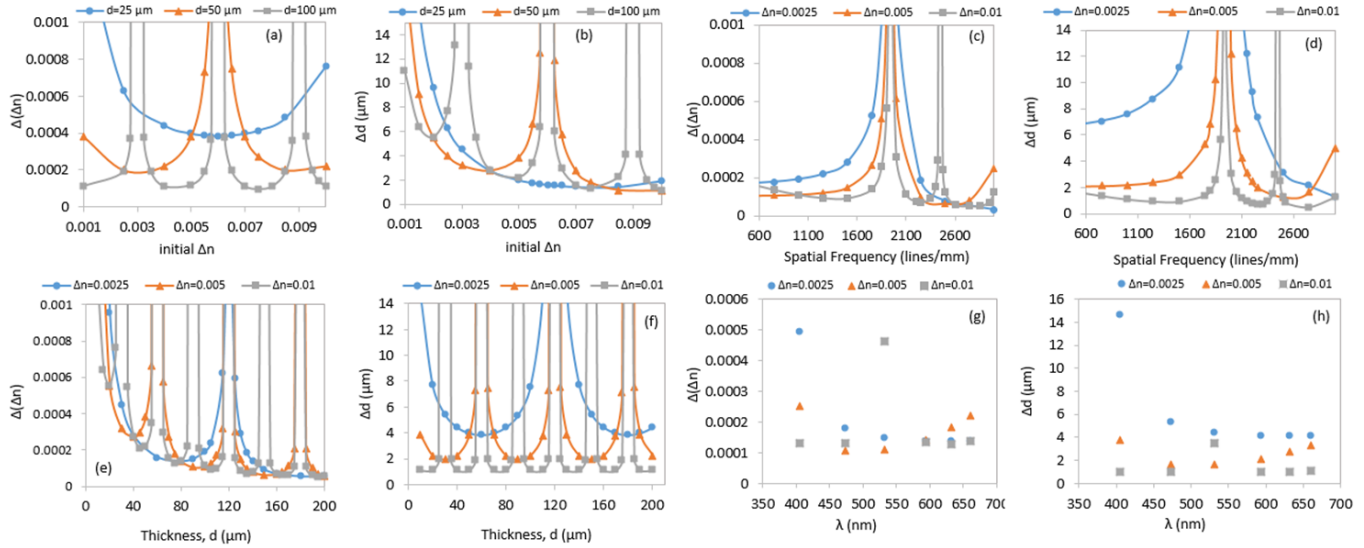 d=25 µm d=50 µm d=100 µm
0.001
0.0008
0.0006
0.0004
0.0002
0
Δ(Δn)
(a)
0.001 0.003 0.005 0.007 0.009
initial Δn
d=25 µm d=50 µm d=100 µm
14
12
10
8
6
4
2
0
Δd (µm)
(b)
0.001 0.003 0.005 0.007 0.009
initial Δn
Δn=0.0025 Δn=0.005 Δn=0.01
0.001
0.0008
0.0006
0.0004
0.0002
0
Δ(Δn)
(c)
600 1100 1600 2100 2600
Spatial Frequency (lines/mm)
Δn=0.0025 Δn=0.005 Δn=0.01
14
12
10
8
6
4
2
0
Δd (µm)
(d)
600 1100 1600 2100 2600
Spatial Frequency (lines/mm)
Δn=0.0025 Δn=0.005 Δn=0.01
0.001
0.0008
0.0006
0.0004
0.0002
0
Δ(Δn)
(e)
0 40 80 120 160 200
Thickness, d (µm)
Δn=0.0025 Δn=0.005 Δn=0.01
14
12
10
8
6
4
2
0
Δd (µm)
(f)
0 40 80 120 160 200
Thickness, d (µm)
Δn=0.0025 Δn=0.005 Δn=0.01
0.0006
0.0005
0.0004
0.0003
0.0002
0.0001
0
Δ(Δn)
(g)
350 400 450 500 550 600 650 700
λ (nm)
Δn=0.0025 Δn=0.005 Δn=0.01
16
14
12
10
8
6
4
2
0
Δd (µm)
(h)
350 400 450 500 550 600 650 700
λ (nm)